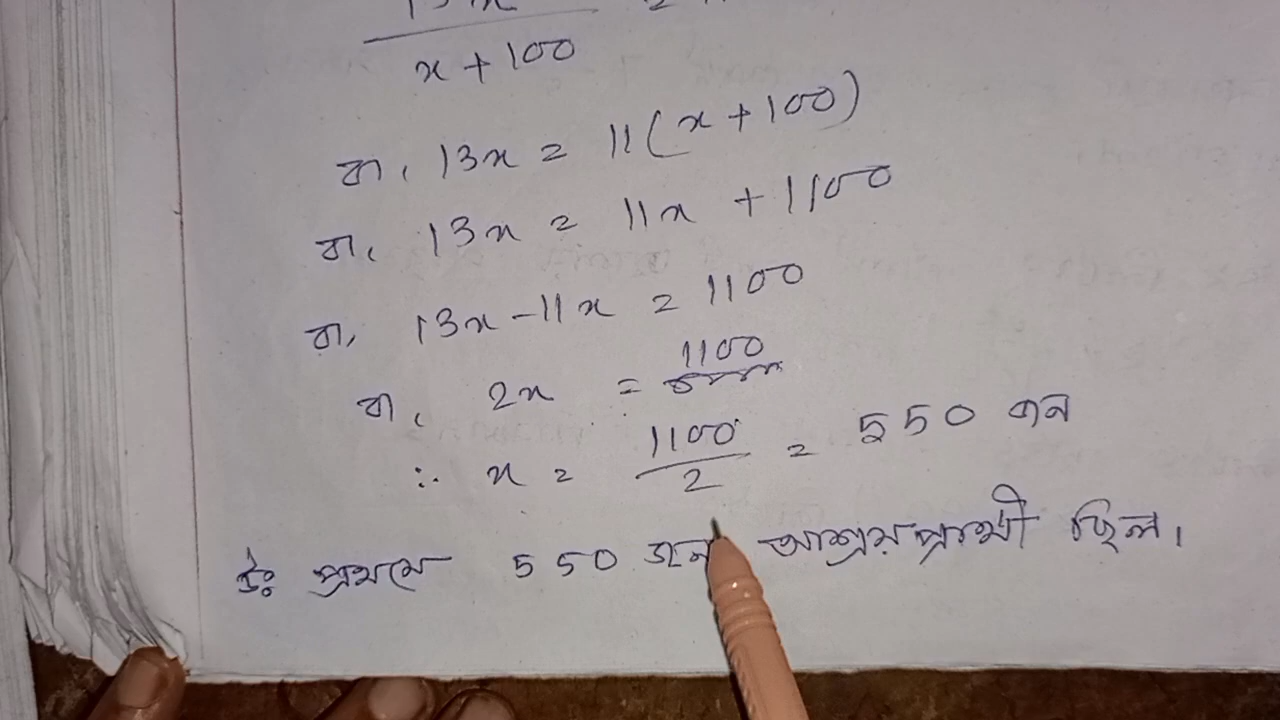 x + 100
বা, 13x = 11(x + 100)
বা, 13x = 11x + 1100
বা, 13x - 11x = 1100
বা, 2x = 1100
∴ x = 1100/2 = 550 জন
উঃ প্রথমে 550 জন আশ্রয়প্রার্থী ছিল।